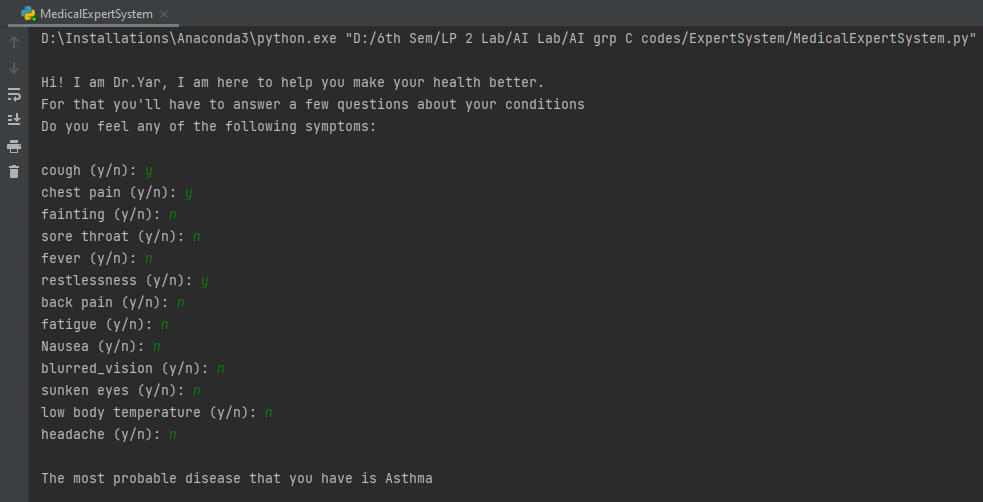 MedicalExpertSystem
D:\Installations\Anaconda3\python.exe "D:/6th Sem/LP 2 Lab/AI Lab/AI grp C codes/ExpertSystem/MedicalExpertSystem.py"
Hi! I am Dr.Yar, I am here to help you make your health better.
For that you'll have to answer a few questions about your conditions
Do you feel any of the following symptoms:
cough (y/n): y
chest pain (y/n): y
fainting (y/n): n
sore throat (y/n): n
fever (y/n): n
restlessness (y/n): y
back pain (y/n): n
fatigue (y/n): n
Nausea (y/n): n
blurred_vision (y/n): n
sunken eyes (y/n): n
low body temperature (y/n): n
headache (y/n): n
The most probable disease that you have is Asthma